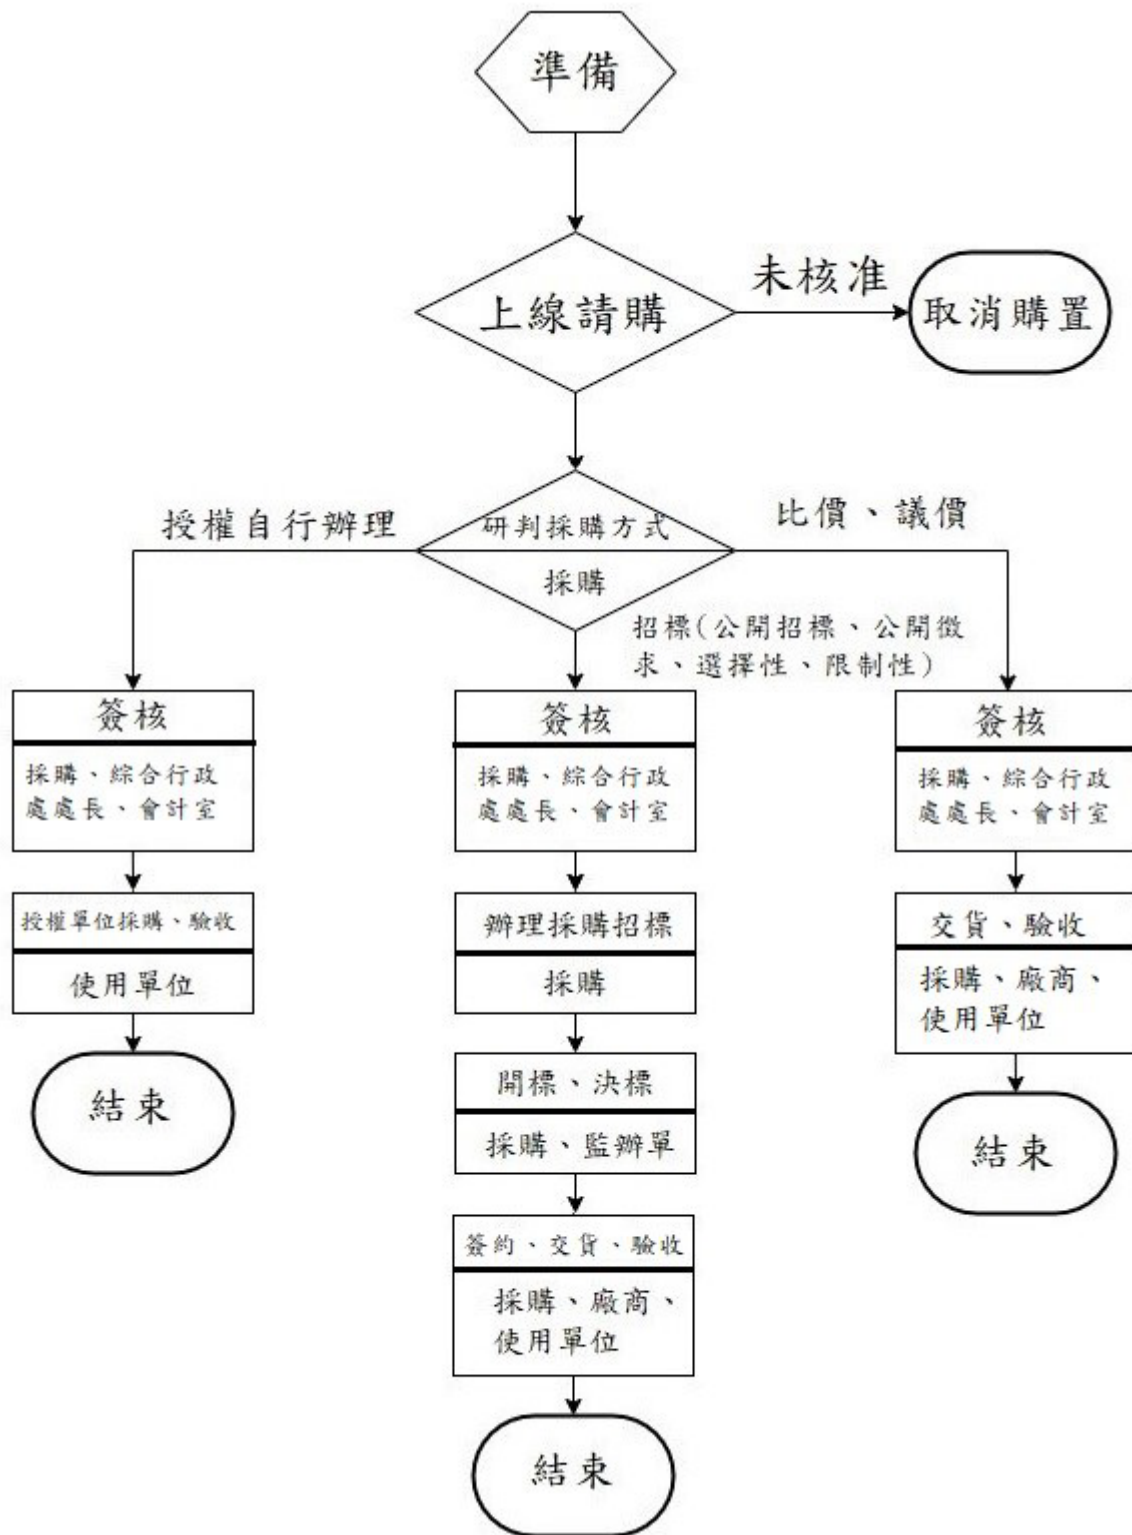 準備
上線請購
未核准
取消購置
授權自行辦理
研判採購方式
採購
比價、議價
招標(公開招標、公開徵
求、選擇性、限制性)
簽核
採購、綜合行政
處處長、會計室
授權單位採購、驗收
使用單位
結束
簽核
採購、綜合行政
處處長、會計室
辦理採購招標
採購
開標、決標
採購、監辦單
簽約、交貨、驗收
採購、廠商、
使用單位
結束
簽核
採購、綜合行政
處處長、會計室
交貨、驗收
採購、廠商、
使用單位
結束